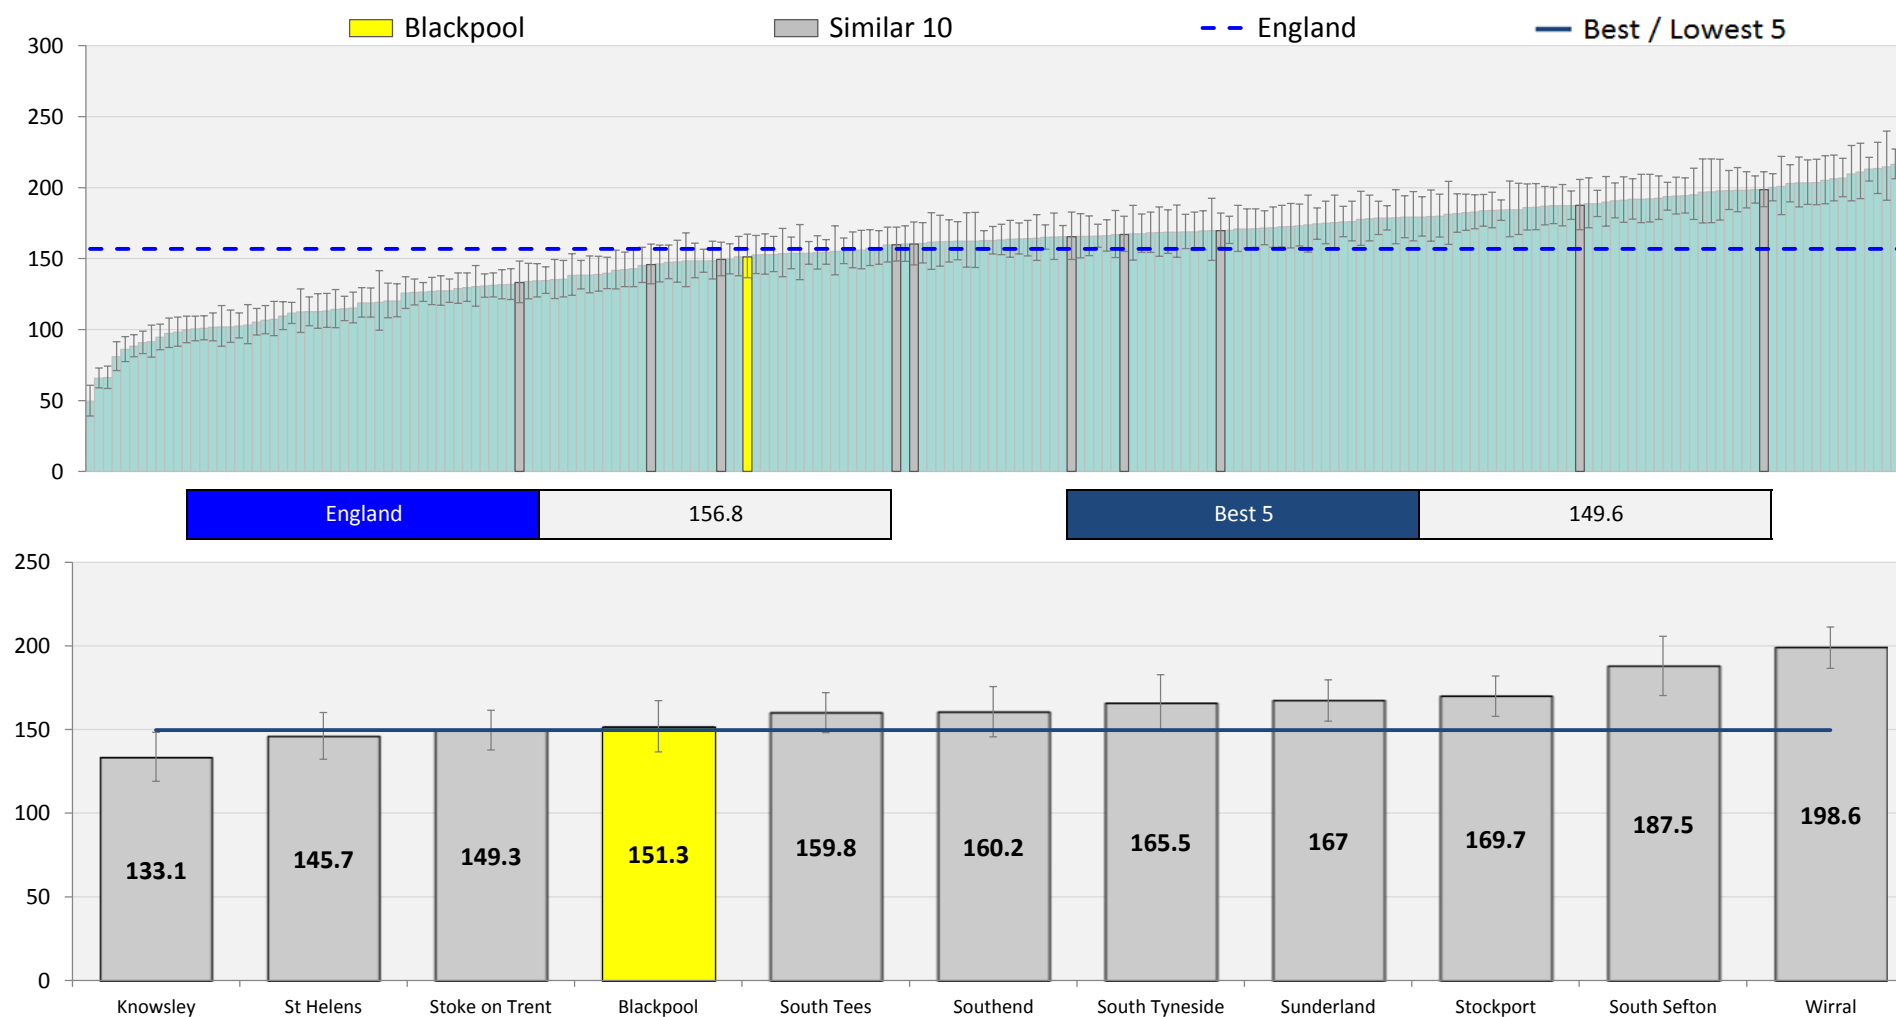 Blackpool
Similar 10
England
Best / Lowest 5
300
250
200
150
100
50
0
England 156.8
Best 5 149.6
250
200
150
100
50
0
133.1
145.7
149.3
151.3
159.8
160.2
165.5
167
169.7
187.5
198.6
Knowsley
St Helens
Stoke on Trent
Blackpool
South Tees
Southend
South Tyneside
Sunderland
Stockport
South Sefton
Wirral